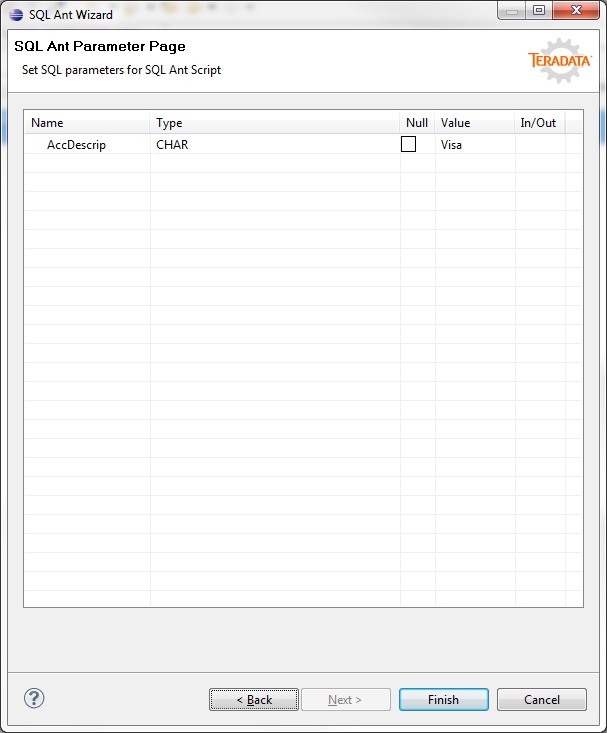 SQL Ant Wizard
SQL Ant Parameter Page
Set SQL parameters for SQL Ant Script
TERADATA
Name Type Null Value In/Out
AccDescrip CHAR Visa
?
< Back Next > Finish Cancel